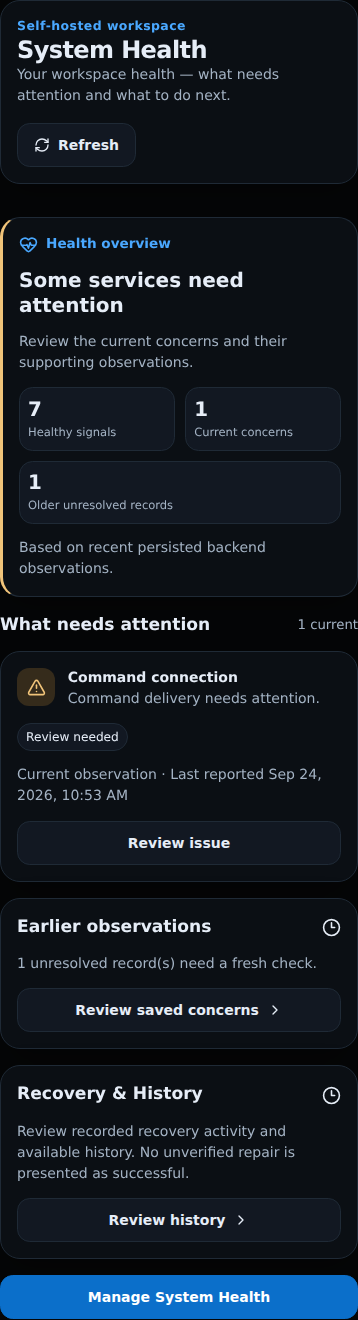 Self-hosted workspace
System Health
Your workspace health — what needs
attention and what to do next.
Refresh
Health overview
Some services need
attention
Review the current concerns and their
supporting observations.
7
Healthy signals
1
Current concerns
1
Older unresolved records
Based on recent persisted backend
observations.
What needs attention
1 current
Command connection
Command delivery needs attention.
Review needed
Current observation · Last reported Sep 24,
2026, 10:53 AM
Review issue
Earlier observations
1 unresolved record(s) need a fresh check.
Review saved concerns
Recovery & History
Review recorded recovery activity and
available history. No unverified repair is
presented as successful.
Review history
Manage System Health